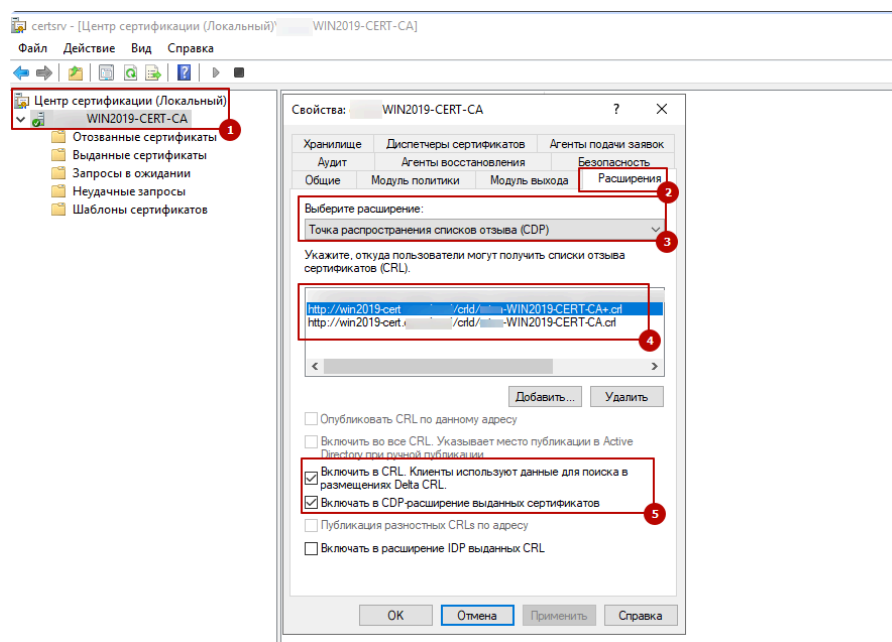 certsrv - [Центр сертификации (Локальный)\ WIN2019-CERT-CA]
Файл Действие Вид Справка
Центр сертификации (Локальный)
WIN2019-CERT-CA
1
Отозванные сертификаты
Выданные сертификаты
Запросы в ожидании
Неудачные запросы
Шаблоны сертификатов
Свойства: WIN2019-CERT-CA ? ×
Хранилище Диспетчеры сертификатов Агенты подачи заявок
Аудит Агенты восстановления Безопасность
Общие Модуль политики Модуль выхода Расширения
2
Выберите расширение:
Точка распространения списков отзыва (CDP)
3
Укажите, откуда пользователи могут получить списки отзыва
сертификатов (CRL).
http://win2019-cert /crld/ -WIN2019-CERT-CA+.crl
http://win2019-cert. /crld/ -WIN2019-CERT-CA.crl
4
Добавить... Удалить
Опубликовать CRL по данному адресу
Включить во все CRL. Указывает место публикации в Active
Directory при ручной публикации.
Включить в CRL. Клиенты используют данные для поиска в
размещениях Delta CRL.
Включать в CDP-расширение выданных сертификатов
5
Публикация разностных CRLs по адресу
Включать в расширение IDP выданных CRL
OK Отмена Применить Справка